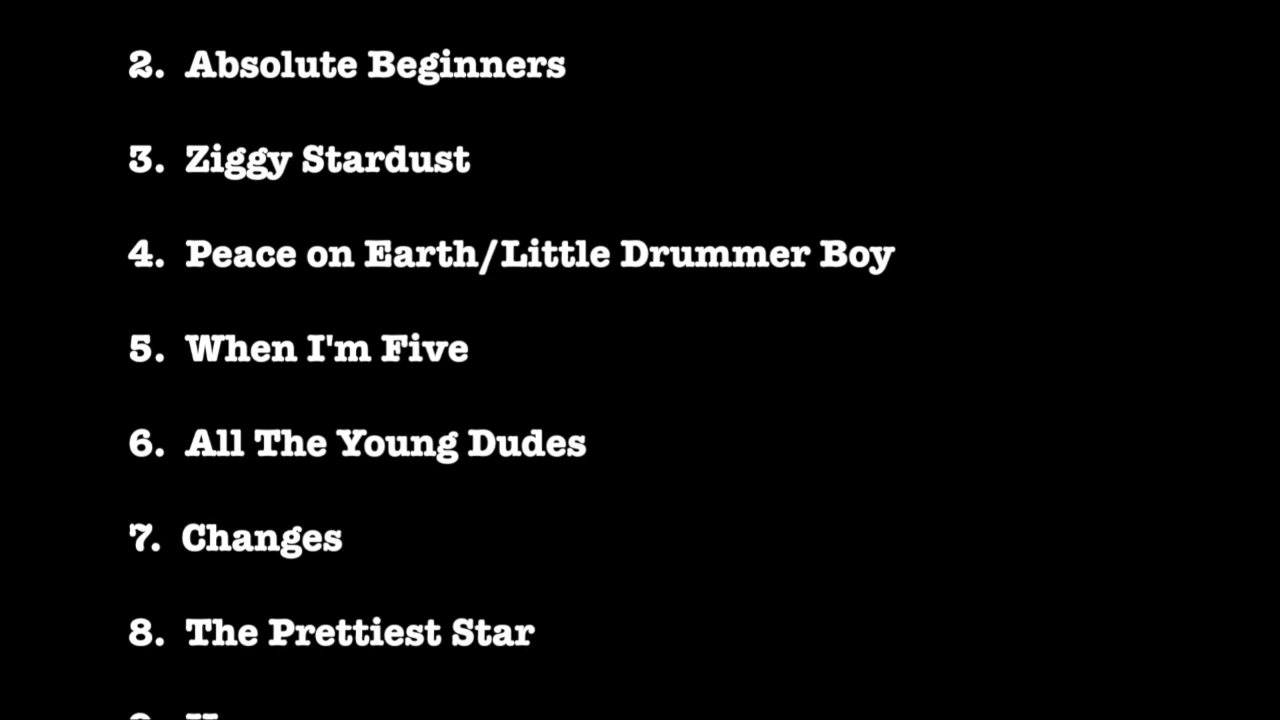 2. Absolute Beginners
3. Ziggy Stardust
4. Peace on Earth/Little Drummer Boy
5. When I'm Five
6. All The Young Dudes
7. Changes
8. The Prettiest Star